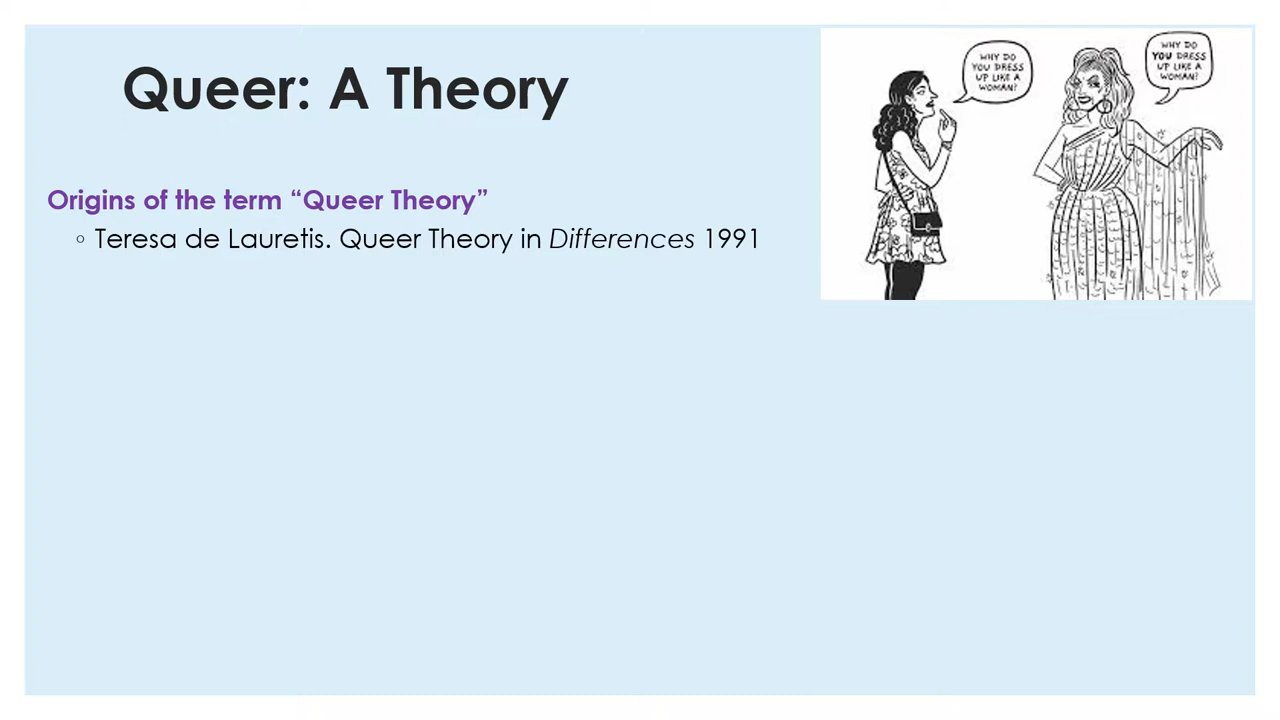 Queer: A Theory
WHY DO
YOU DRESS
UP LIKE A
WOMAN?
WHY DO
YOU DRESS
UP LIKE A
WOMAN?
Origins of the term “Queer Theory”
◦ Teresa de Lauretis. Queer Theory in Differences 1991